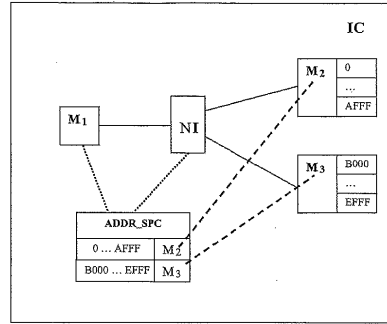 IC
M1
NI
M2
0
...
AFFF
M3
B000
...
EFFF
ADDR_SPC
0 ... AFFF M2
B000 ... EFFF M3